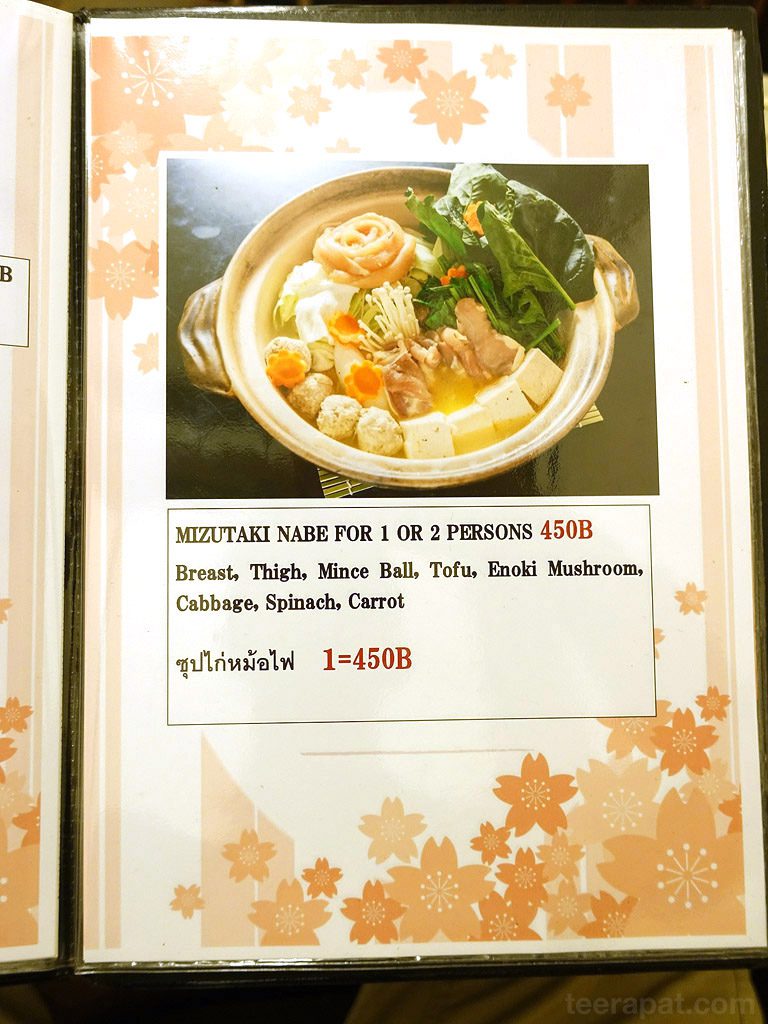 B
MIZUTAKI NABE FOR 1 OR 2 PERSONS 450B
Breast, Thigh, Mince Ball, Tofu, Enoki Mushroom,
Cabbage, Spinach, Carrot
ซุปไก่หม้อไฟ 1=450B
teerapat.com